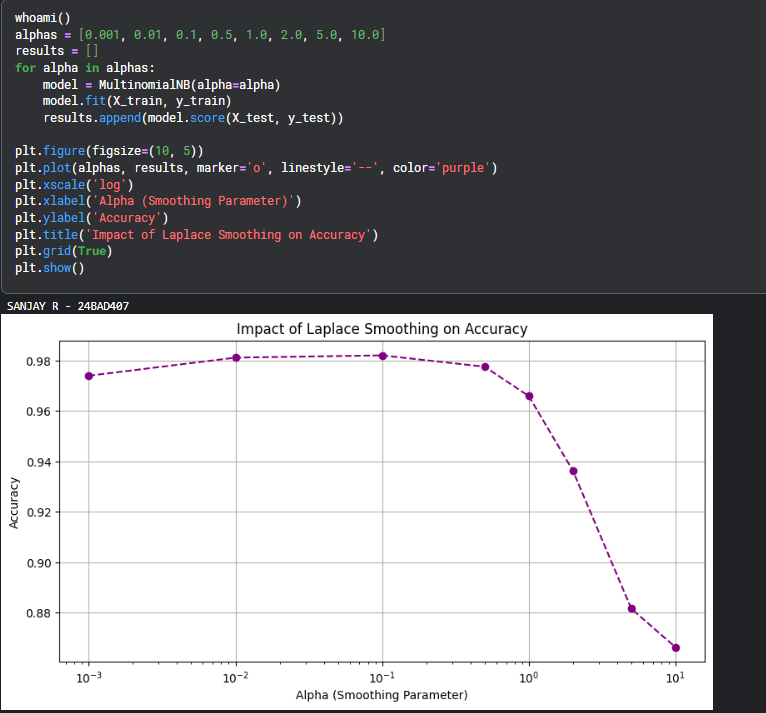 whoami()
alphas = [0.001, 0.01, 0.1, 0.5, 1.0, 2.0, 5.0, 10.0]
results = []
for alpha in alphas:
    model = MultinomialNB(alpha=alpha)
    model.fit(X_train, y_train)
    results.append(model.score(X_test, y_test))

plt.figure(figsize=(10, 5))
plt.plot(alphas, results, marker='o', linestyle='--', color='purple')
plt.xscale('log')
plt.xlabel('Alpha (Smoothing Parameter)')
plt.ylabel('Accuracy')
plt.title('Impact of Laplace Smoothing on Accuracy')
plt.grid(True)
plt.show()
SANJAY R - 24BAD407
Impact of Laplace Smoothing on Accuracy
Accuracy
0.98
0.96
0.94
0.92
0.90
0.88
10⁻³ 10⁻² 10⁻¹ 10⁰ 10¹
Alpha (Smoothing Parameter)